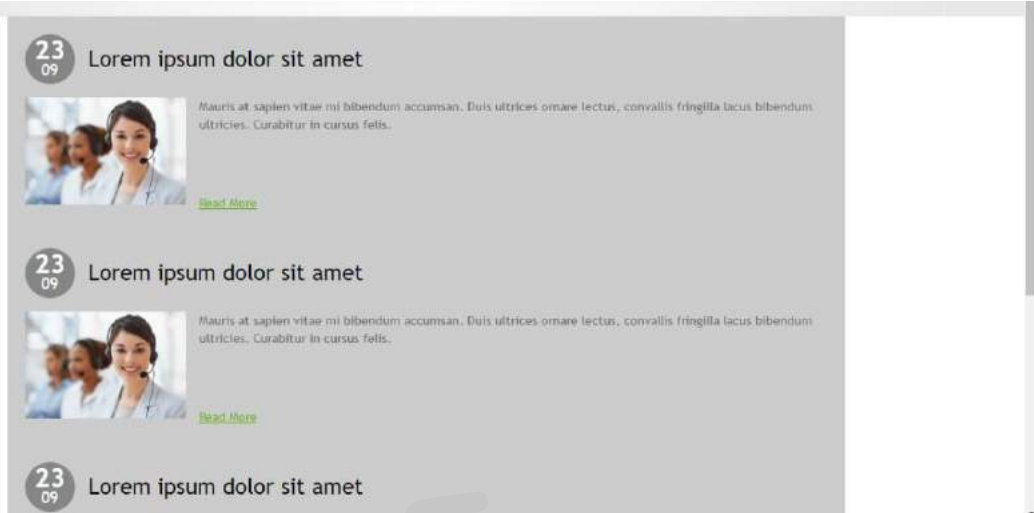 23
09
Lorem ipsum dolor sit amet
Mauris at sapien vitae mi bibendum accumsan. Duis ultrices ornare lectus, convallis fringilla lacus bibendum
ultricies. Curabitur in cursus felis.
Read More
23
09
Lorem ipsum dolor sit amet
Mauris at sapien vitae mi bibendum accumsan. Duis ultrices ornare lectus, convallis fringilla lacus bibendum
ultricies. Curabitur in cursus felis.
Read More
23
09
Lorem ipsum dolor sit amet